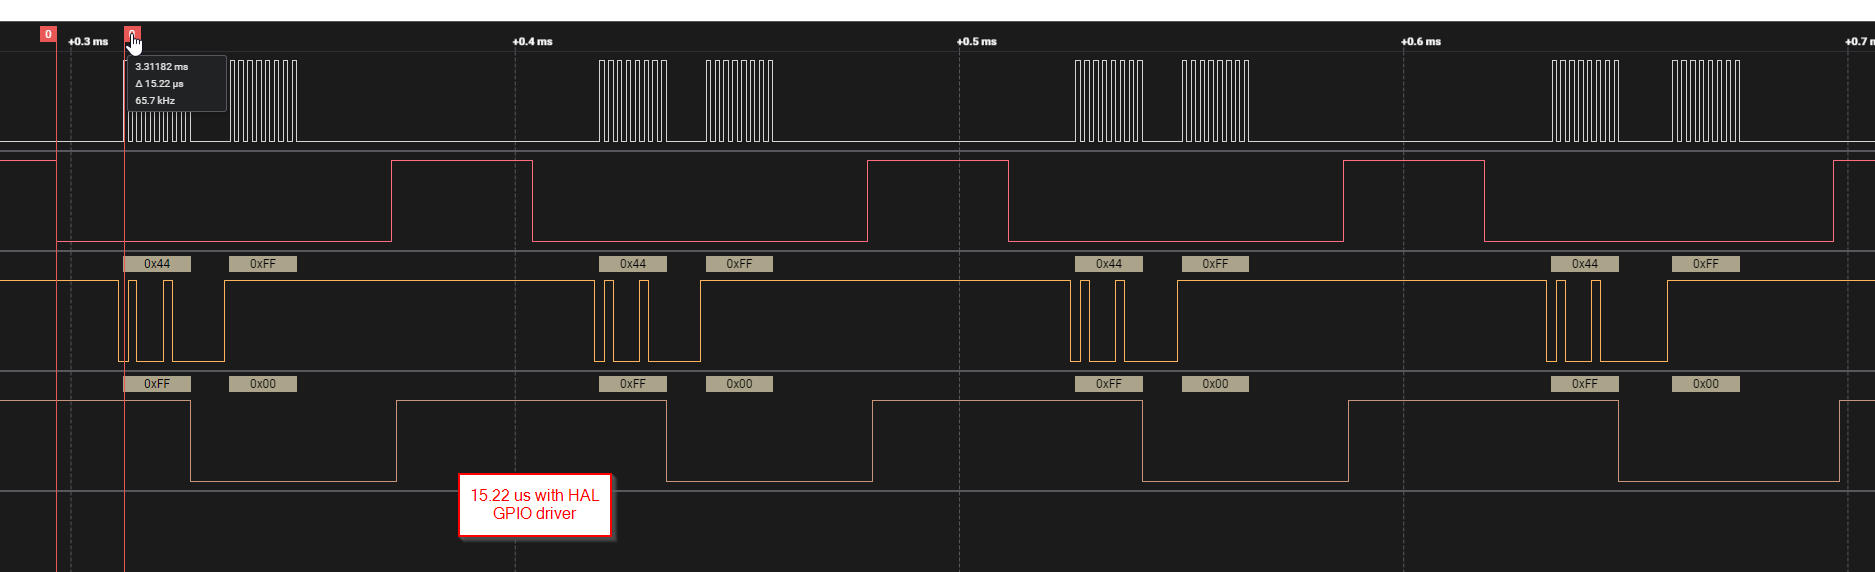 0
0
+0.3 ms
+0.4 ms
+0.5 ms
+0.6 ms
+0.7 m
3.31182 ms
Δ 15.22 µs
65.7 kHz
0x44 0xFF 0x44 0xFF 0x44 0xFF 0x44 0xFF
0xFF 0x00 0xFF 0x00 0xFF 0x00 0xFF 0x00
15.22 us with HAL
GPIO driver